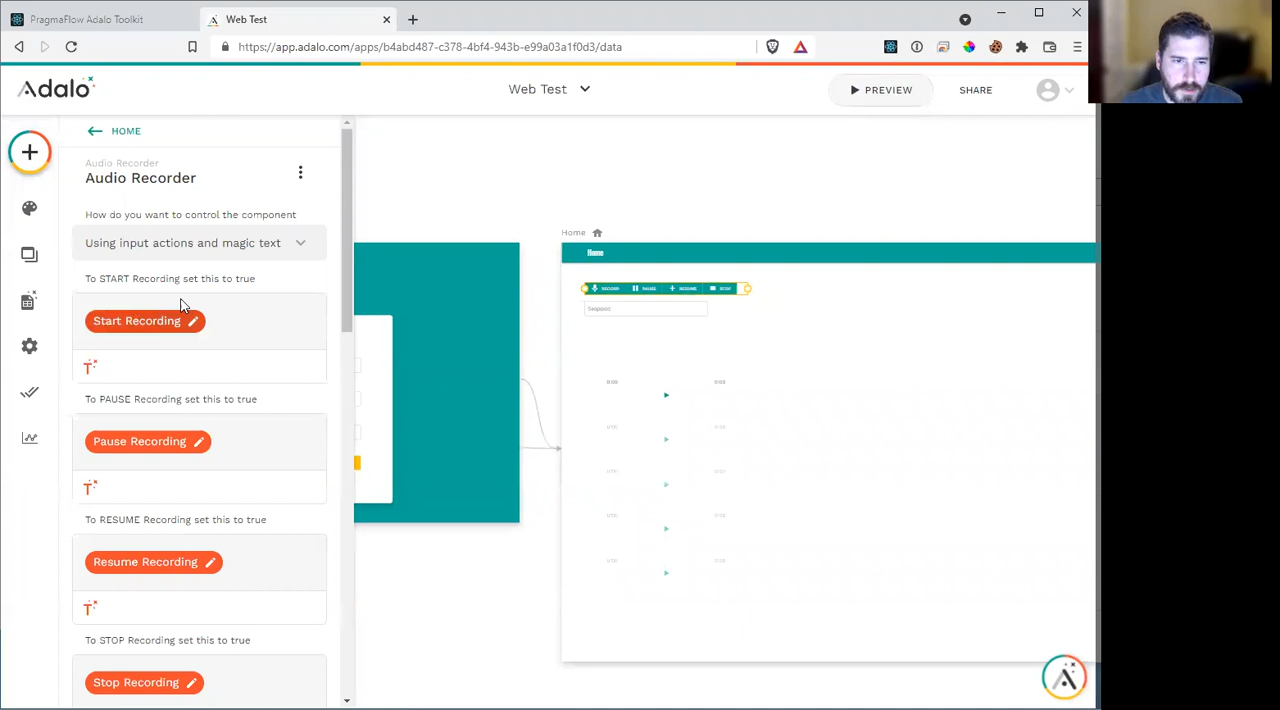 PragmaFlow Adalo Toolkit
Web Test
https://app.adalo.com/apps/b4abd487-c378-4bf4-943b-e99a03a1f0d3/data
Adalo
Web Test
PREVIEW
SHARE
HOME
Audio Recorder
Audio Recorder
How do you want to control the component
Using input actions and magic text
To START Recording set this to true
Start Recording
To PAUSE Recording set this to true
Pause Recording
To RESUME Recording set this to true
Resume Recording
To STOP Recording set this to true
Stop Recording
Home
Home
RECORD PAUSE RESUME STOP